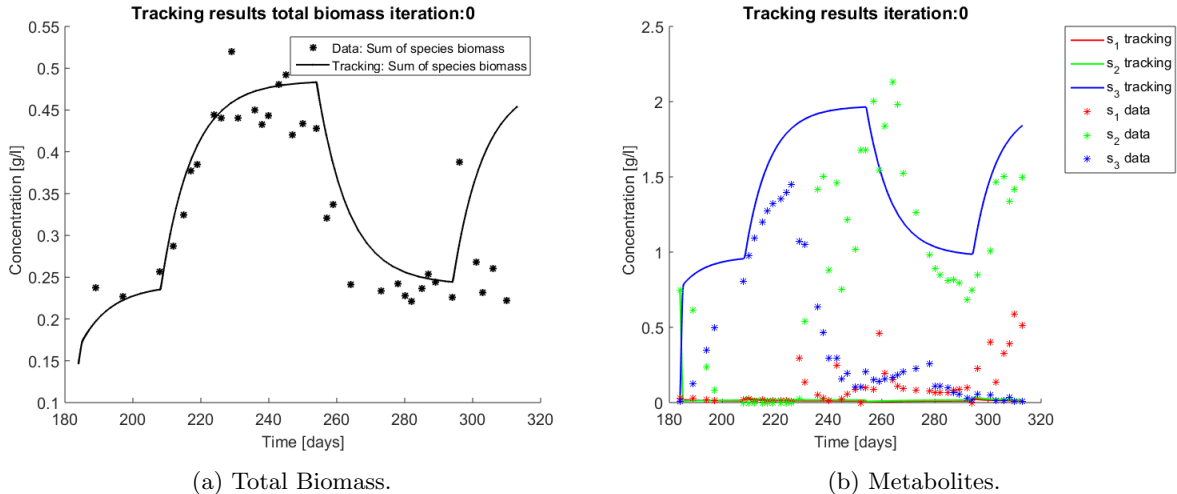 Tracking results total biomass iteration:0
Concentration [g/l]
0.55
0.5
0.45
0.4
0.35
0.3
0.25
0.2
0.15
0.1
Data: Sum of species biomass
Tracking: Sum of species biomass
180 200 220 240 260 280 300 320
Time [days]
(a) Total Biomass.
Tracking results iteration:0
Concentration [g/l]
2.5
2
1.5
1
0.5
0
s₁ tracking
s₂ tracking
s₃ tracking
s₁ data
s₂ data
s₃ data
180 200 220 240 260 280 300 320
Time [days]
(b) Metabolites.